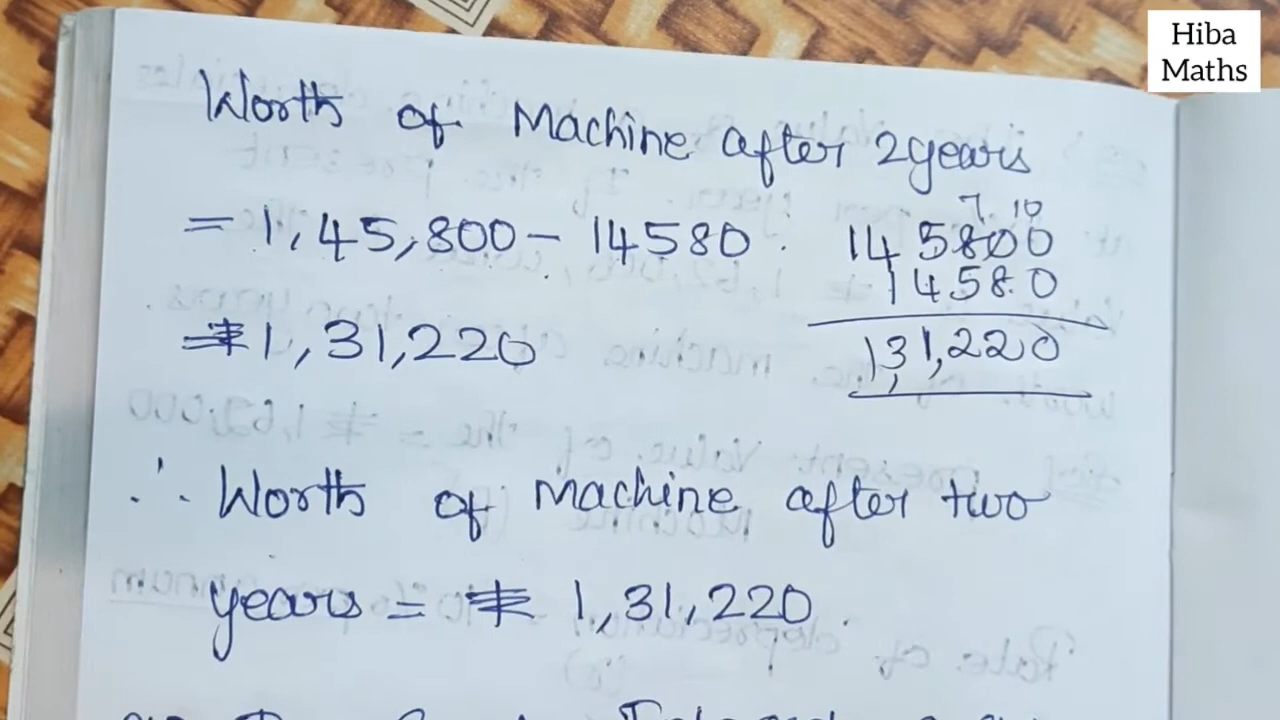 Hiba
Maths
Worth of Machine after 2years
= 1,45,800 - 14580.
7 10
145800
14580
131,220
= ₹1,31,220
∴ Worth of Machine after two
years = ₹ 1,31,220.